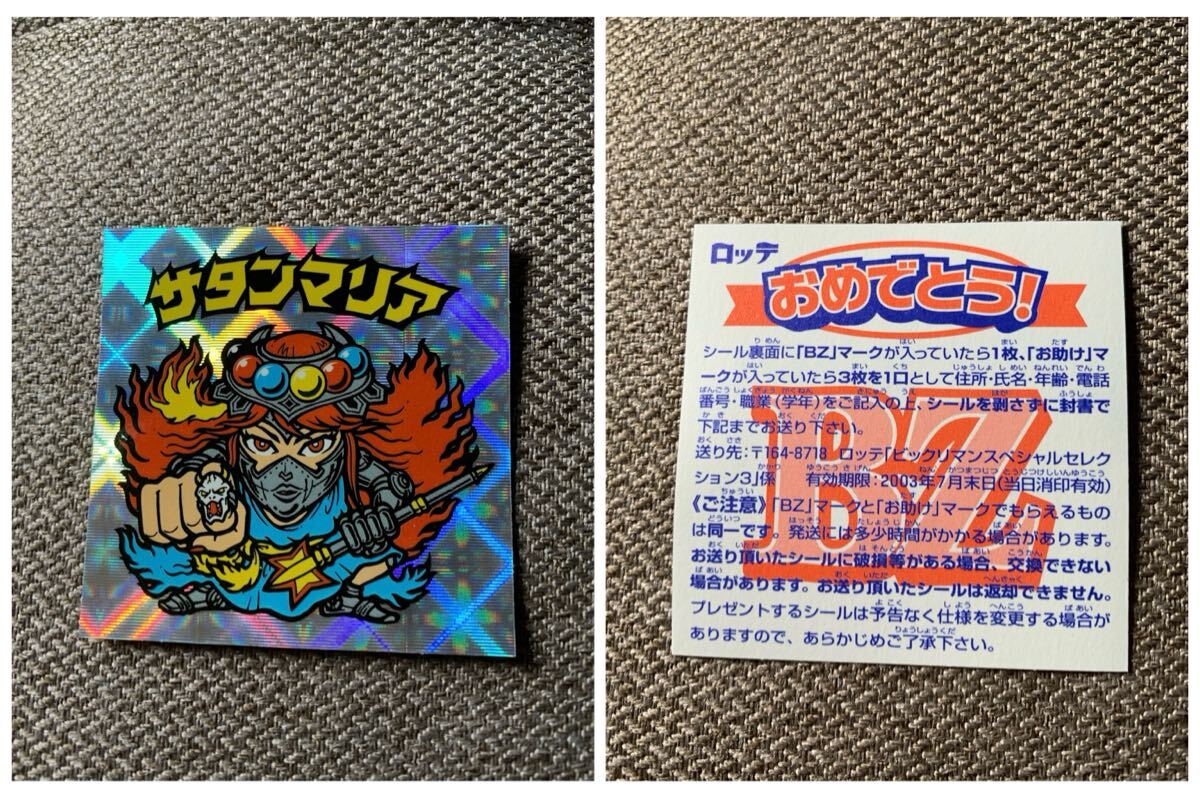 サタンマリア
ロッテ
おめでとう!
シール裏面に「BZ」マークが入っていたら1枚、「お助け」マ
ークが入っていたら3枚を1口として住所・氏名・年齢・電話
番号・職業(学年)をご記入の上、シールを剥さずに封書で
下記までお送り下さい。
送り先:〒164-8718 ロッテ「ビックリマンスペシャルセレク
ション3」係 有効期限:2003年7月末日(当日消印有効)
《ご注意》「BZ」マークと「お助け」マークでもらえるもの
は同一です。発送には多少時間がかかる場合があります。
お送り頂いたシールに破損等がある場合、交換できない
場合があります。お送り頂いたシールは返却できません。
プレゼントするシールは予告なく仕様を変更する場合が
ありますので、あらかじめご了承下さい。
BZ